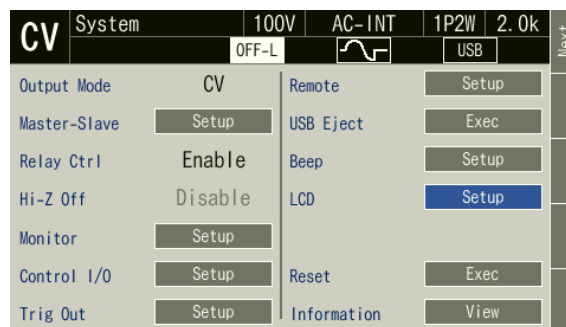 CV System 100V AC-INT 1P2W 2.0k
OFF-L USB
Next
Output Mode CV
Master-Slave Setup
Relay Ctrl Enable
Hi-Z Off Disable
Monitor Setup
Control I/O Setup
Trig Out Setup
Remote Setup
USB Eject Exec
Beep Setup
LCD Setup
Reset Exec
Information View